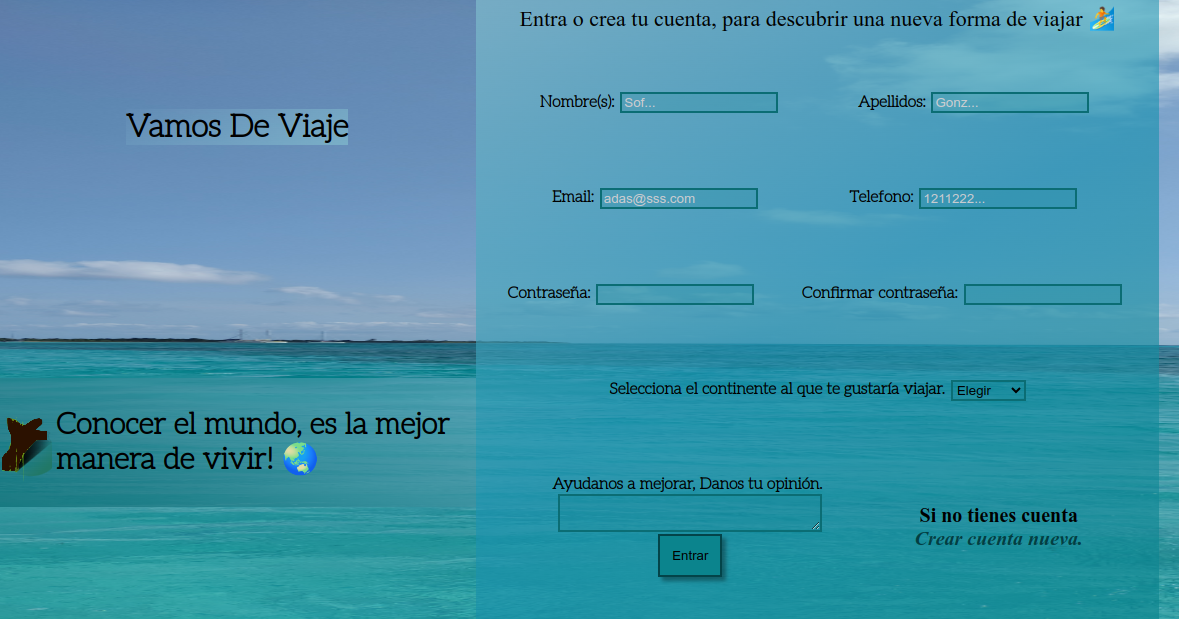 Entra o crea tu cuenta, para descubrir una nueva forma de viajar 🏄
Vamos De Viaje
Nombre(s): Sof... Apellidos: Gonz...
Email: adas@sss.com Telefono: 1211222...
Contraseña: Confirmar contraseña:
Selecciona el continente al que te gustaría viajar. Elegir
Conocer el mundo, es la mejor
manera de vivir! 🌏
Ayudanos a mejorar, Danos tu opinión.
Entrar
Si no tienes cuenta
Crear cuenta nueva.